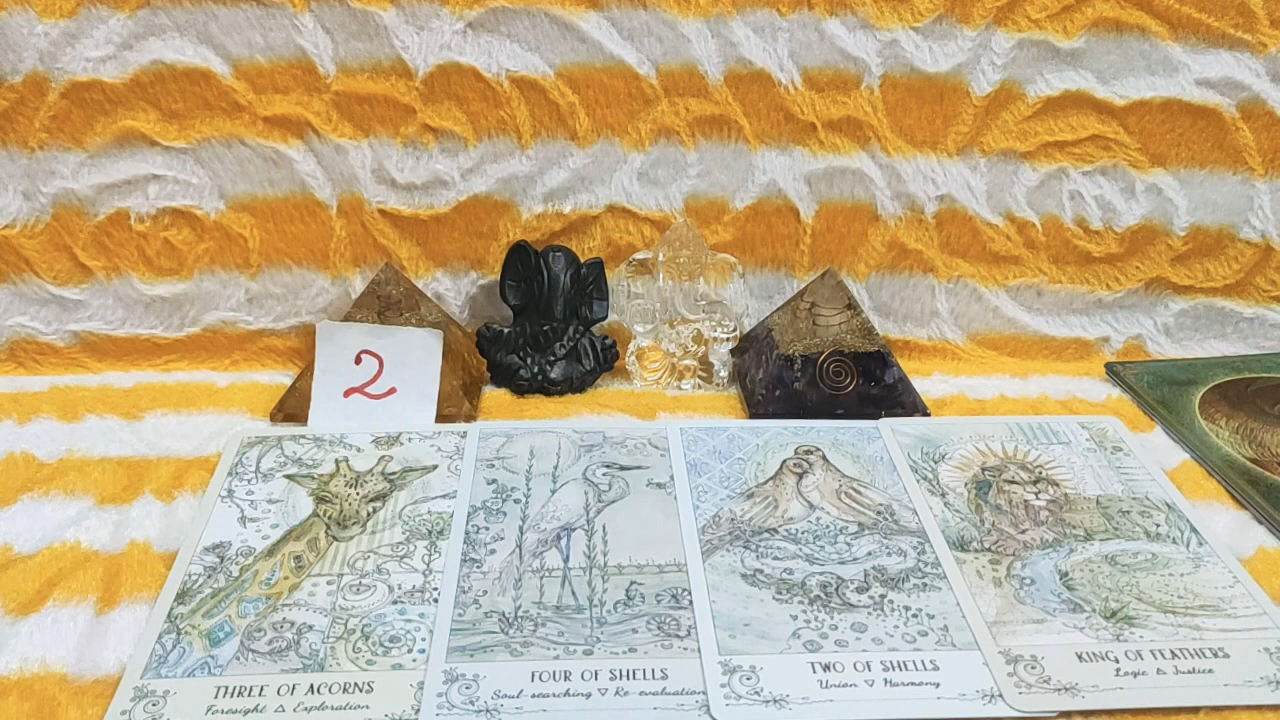 2
THREE OF ACORNS
Foresight △ Exploration
FOUR OF SHELLS
Soul-searching ▽ Re-evaluation
TWO OF SHELLS
Union ▽ Harmony
KING OF FEATHERS
Logic △ Justice